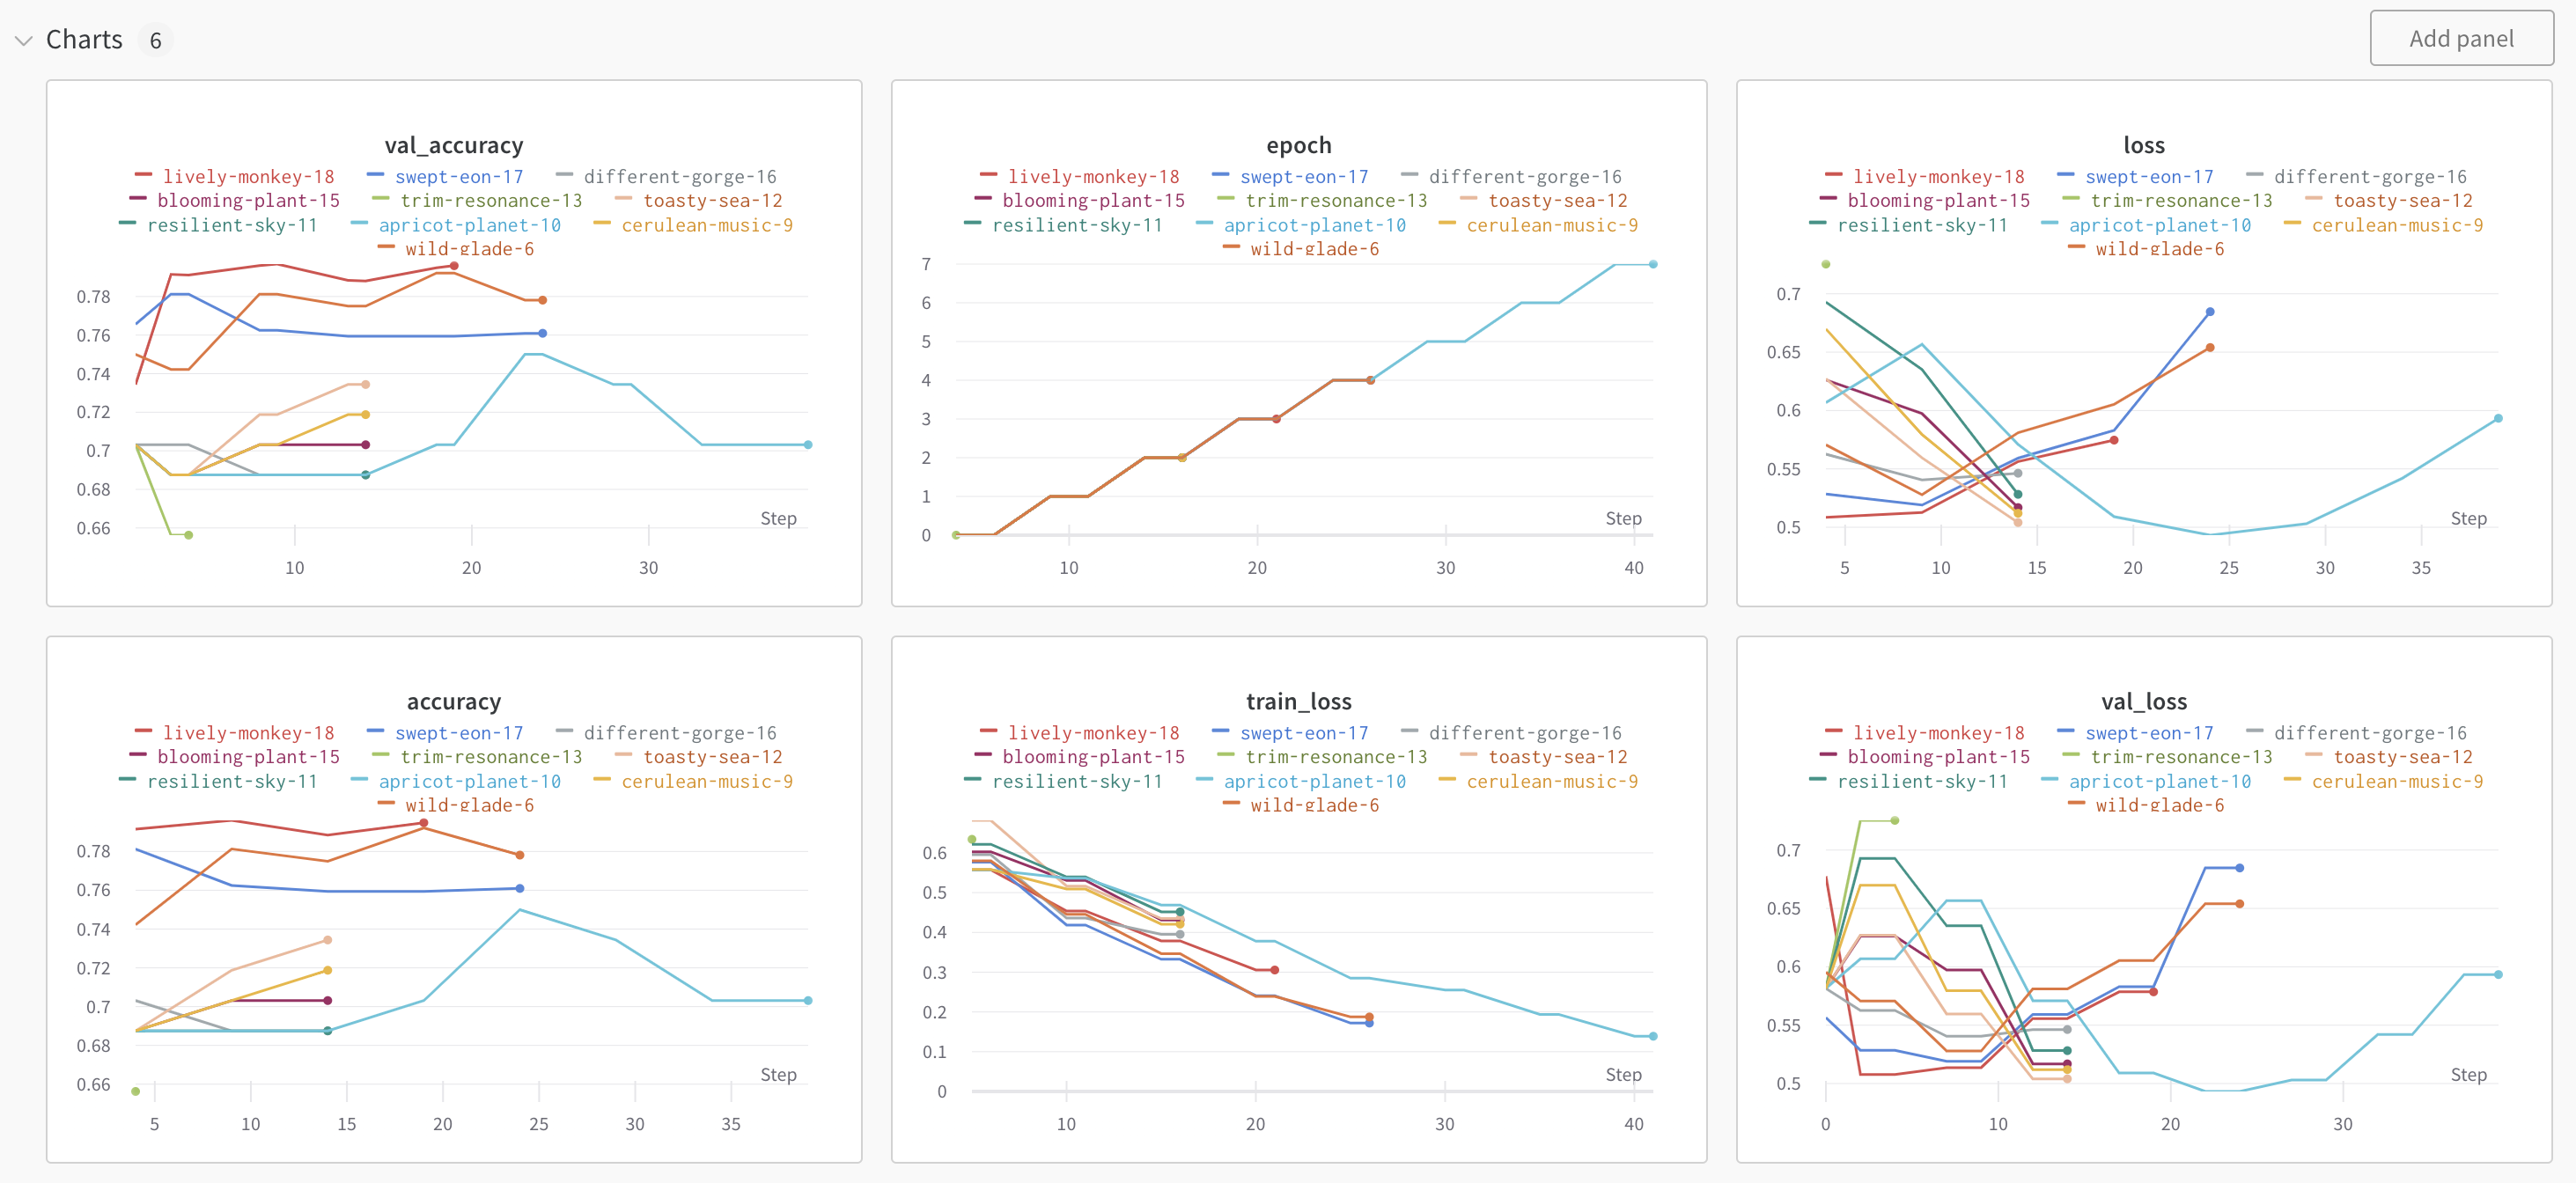 Charts 6
Add panel
val_accuracy
lively-monkey-18 swept-eon-17 different-gorge-16
blooming-plant-15 trim-resonance-13 toasty-sea-12
resilient-sky-11 apricot-planet-10 cerulean-music-9
wild-glade-6
0.78
0.76
0.74
0.72
0.7
0.68
0.66
Step
10 20 30
epoch
lively-monkey-18 swept-eon-17 different-gorge-16
blooming-plant-15 trim-resonance-13 toasty-sea-12
resilient-sky-11 apricot-planet-10 cerulean-music-9
wild-glade-6
7
6
5
4
3
2
1
0
Step
10 20 30 40
loss
lively-monkey-18 swept-eon-17 different-gorge-16
blooming-plant-15 trim-resonance-13 toasty-sea-12
resilient-sky-11 apricot-planet-10 cerulean-music-9
wild-glade-6
0.7
0.65
0.6
0.55
0.5
Step
5 10 15 20 25 30 35
accuracy
lively-monkey-18 swept-eon-17 different-gorge-16
blooming-plant-15 trim-resonance-13 toasty-sea-12
resilient-sky-11 apricot-planet-10 cerulean-music-9
wild-glade-6
0.78
0.76
0.74
0.72
0.7
0.68
0.66
Step
5 10 15 20 25 30 35
train_loss
lively-monkey-18 swept-eon-17 different-gorge-16
blooming-plant-15 trim-resonance-13 toasty-sea-12
resilient-sky-11 apricot-planet-10 cerulean-music-9
wild-glade-6
0.6
0.5
0.4
0.3
0.2
0.1
0
Step
10 20 30 40
val_loss
lively-monkey-18 swept-eon-17 different-gorge-16
blooming-plant-15 trim-resonance-13 toasty-sea-12
resilient-sky-11 apricot-planet-10 cerulean-music-9
wild-glade-6
0.7
0.65
0.6
0.55
0.5
Step
0 10 20 30